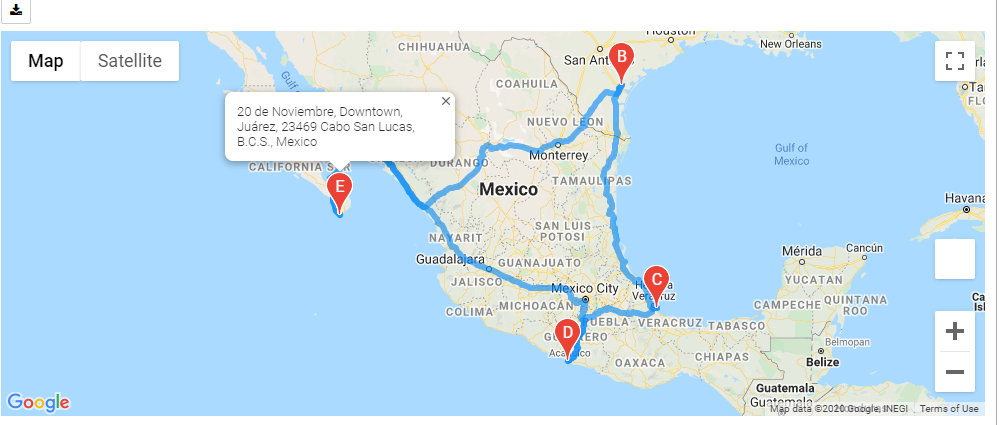 Map
Satellite
20 de Noviembre, Downtown,
Juárez, 23469 Cabo San Lucas,
B.C.S., Mexico
CHIHUAHUA
San
Houston
New Orleans
B
COAHUILA
NUEVO LEON
Gulf of
CALIFORNIA SUR
DURANGO
Monterrey
Gulf of
Mexico
E
Mexico
TAMAULIPAS
Havana
SAN LUIS
POTOSI
NAYARIT
Guadalajara
GUANAJUATO
Mérida
Cancún
YUCATAN
JALISCO
C
Veracruz
Mexico City
MICHOACÁN
COLIMA
CAMPECHE
QUINTANA
ROO
PUEBLA
VERACRUZ
TABASCO
D
Acapulco
OAXACA
CHIAPAS
Belmopan
Belize
Guatemala
Google
Map data ©2020 Google, INEGI
Terms of Use